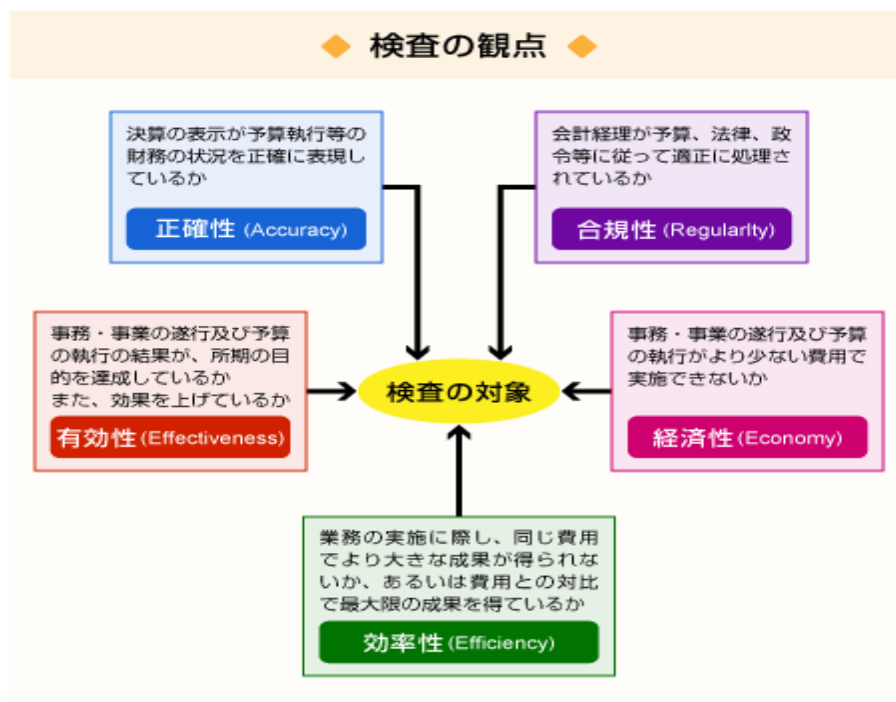 検査の観点
決算の表示が予算執行等の
財務の状況を正確に表現し
ているか
正確性 (Accuracy)
会計経理が予算、法律、政
令等に従って適正に処理さ
れているか
合規性 (Regularity)
事務・事業の遂行及び予算
の執行の結果が、所期の目
的を達成しているか
また、効果を上げているか
有効性 (Effectiveness)
検査の対象
事務・事業の遂行及び予算
の執行がより少ない費用で
実施できないか
経済性 (Economy)
業務の実施に際し、同じ費用
でより大きな成果が得られな
いか、あるいは費用との対比
で最大限の成果を得ているか
効率性 (Efficiency)